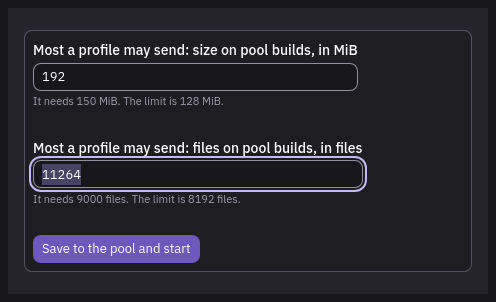 Most a profile may send: size on pool builds, in MiB
192
It needs 150 MiB. The limit is 128 MiB.
Most a profile may send: files on pool builds, in files
11264
It needs 9000 files. The limit is 8192 files.
Save to the pool and start